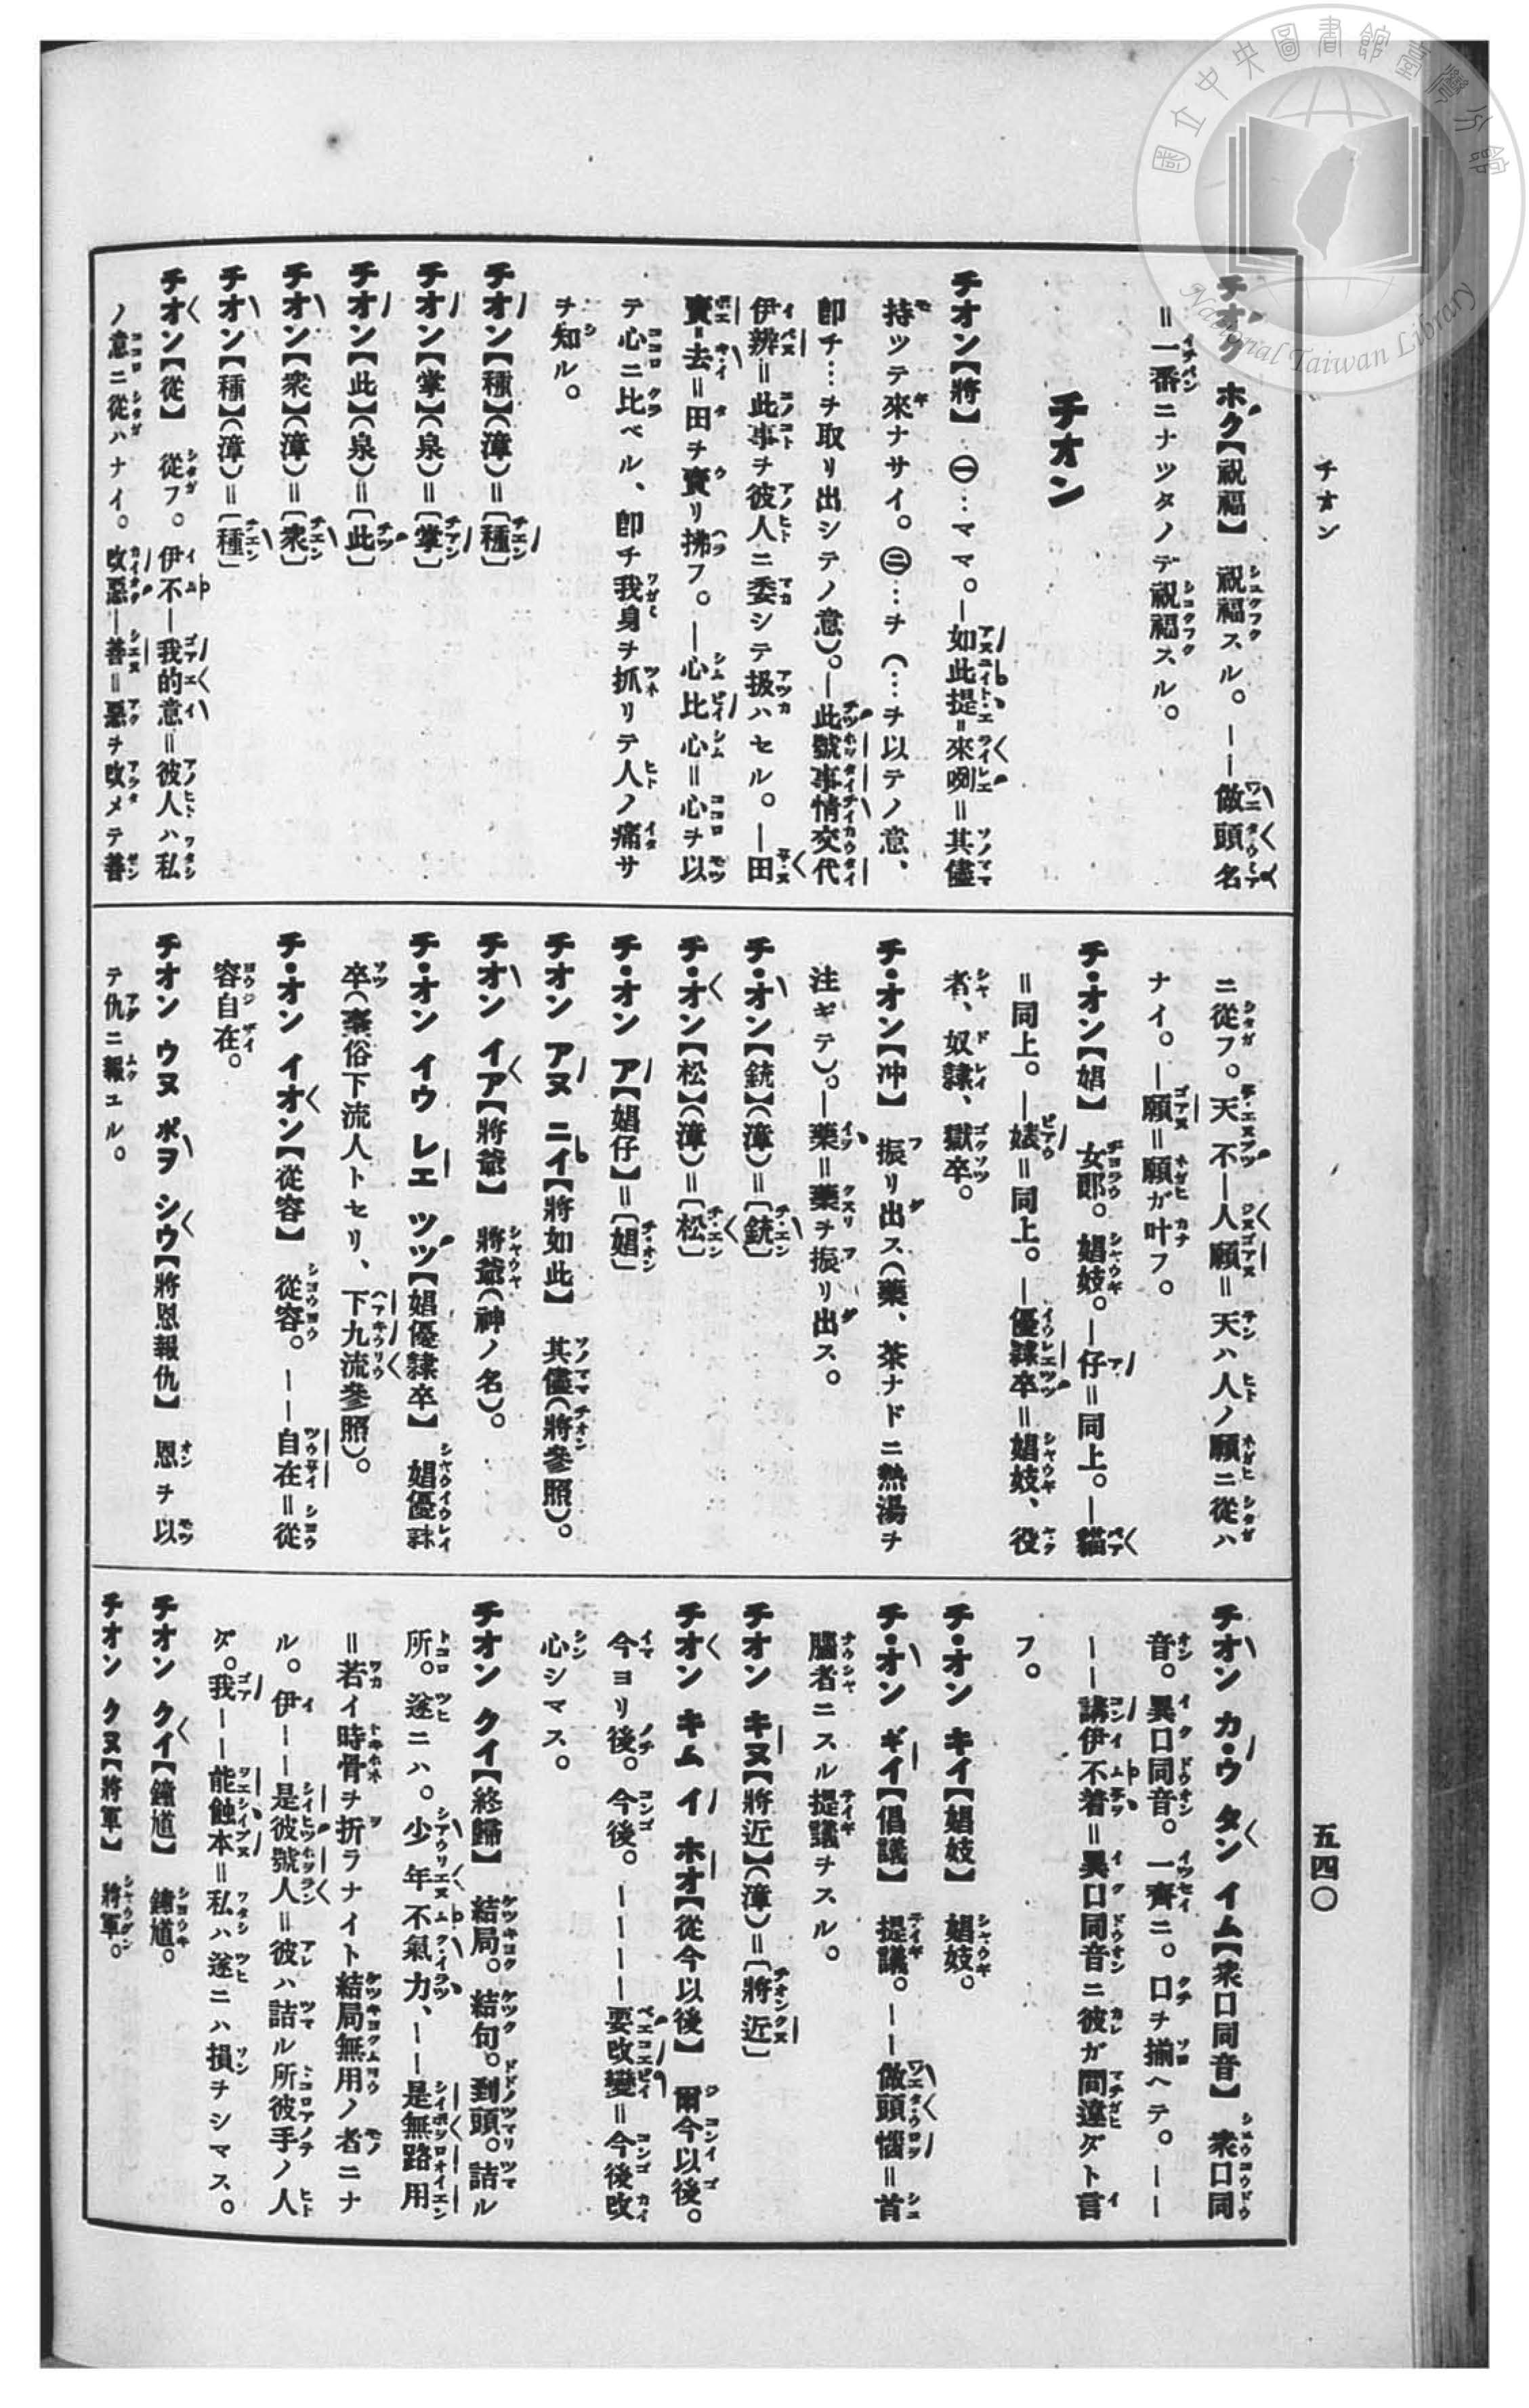 チオン
五四〇
チオク ホク【祝福】 祝福スル。——做頭名
＝一番ニナツタノデ祝福スル。
チオン
チオン【將】 ㊀…ママ。—如此提＝來咧＝其儘
持ツテ來ナサイ。㊁…チ(…チ以テノ意、
卽チ…チ取リ出シテノ意)。—此號事情交代
伊辨＝此事チ彼人ニ委シテ扱ハセル。—田
賣＝去＝田チ賣リ拂フ。—心比心＝心チ以
テ心ニ比ベル、卽チ我身チ抓リテ人ノ痛サ
チ知ル。
チオン【種】(漳)＝〔種〕
チオン【掌】(泉)＝〔掌〕
チオン【此】(泉)＝〔此〕
チオン【衆】(漳)＝〔衆〕
チオン【種】(漳)＝〔種〕
チオン【從】 從フ。伊不—我的意＝彼人ハ私
ノ意ニ從ハナイ。改惡—善＝惡チ改メテ善
ニ從フ。天不—人願＝天ハ人ノ願ニ從ハ
ナイ。—願＝願ガ叶フ。
チ・オン【娼】 女郎。娼妓。—仔＝同上。—貓
＝同上。—婊＝同上。—優隷卒＝娼妓、役
者、奴隷、獄卒。
チ・オン【冲】 振リ出ス(藥、茶ナドニ熱湯チ
注ギテ)。—藥＝藥チ振リ出ス。
チ・オン【銃】(漳)＝〔銃〕
チ・オン【松】(漳)＝〔松〕
チ・オン ア【娼仔】＝〔娼〕
チオン アヌ ニイ【將如此】 其儘(將參照)。
チオン イア【將爺】 將爺(神ノ名)。
チ・オン イウ レエ ツツ【娼優隷卒】 娼優隷
卒(臺俗下流人トセリ、下九流參照)。
チ・オン イオン【從容】 從容。——自在＝從
容自在。
チオン ウヌ ポヲ シウ【將恩報仇】 恩チ以
テ仇ニ報ユル。
チオン カ・ウ タン イム【衆口同音】 衆口同
音。異口同音。一齊ニ。口チ揃ヘテ。——
——講伊不着＝異口同音ニ彼ガ間違ダト言
フ。
チ・オン キイ【娼妓】 娼妓。
チ・オン ギイ【倡議】 提議。——做頭惱＝首
腦者ニスル提議チスル。
チオン キヌ【將近】(漳)＝〔將近〕
チオン キム イ ホオ【從今以後】 爾今以後。
今ヨリ後。今後。————要改變＝今後改
心シマス。
チオン クイ【終歸】 結局。結句。到頭。詰ル
所。遂ニハ。少年不氣力、——是無路用
＝若イ時骨チ折ラナイト結局無用ノ者ニナ
ル。伊——是彼號人＝彼ハ詰ル所彼手ノ人
ダ。我——能蝕本＝私ハ遂ニハ損チシマス。
チオン クイ【鐘馗】 鐘馗。
チオン クヌ【將軍】 將軍。
國立中央圖書館臺灣分館
National Taiwan Library